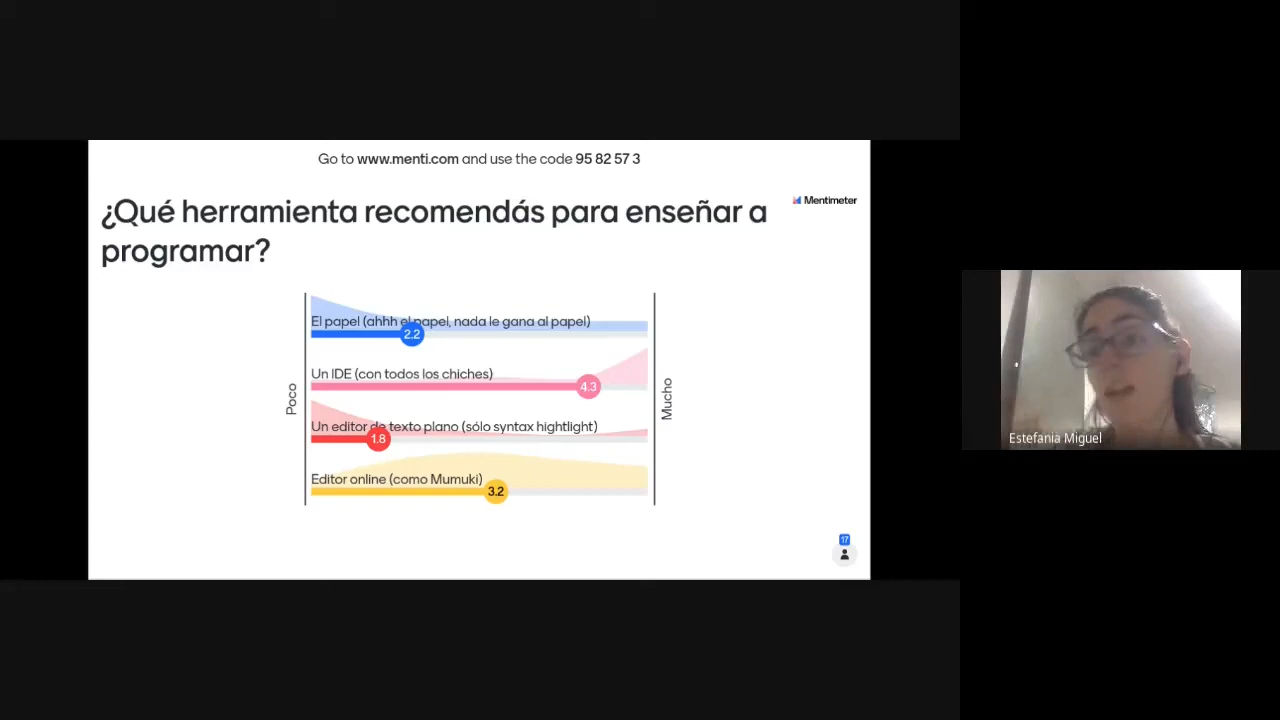 Go to www.menti.com and use the code 95 82 57 3
Mentimeter
¿Qué herramienta recomendás para enseñar a
programar?
El papel (ahhh el papel, nada le gana al papel)
2.2
Un IDE (con todos los chiches)
4.3
Un editor de texto plano (sólo syntax hightlight)
1.8
Editor online (como Mumuki)
3.2
Poco
Mucho
17
Estefania Miguel